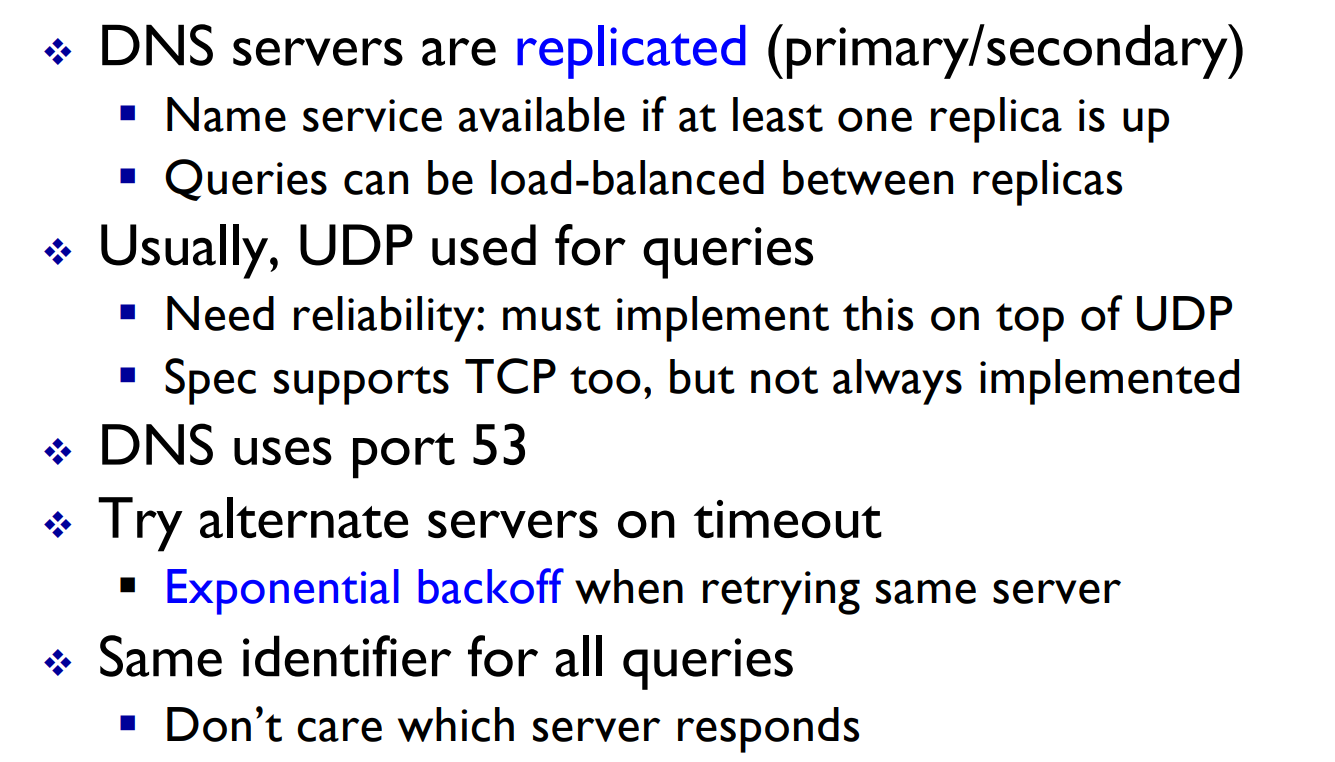 ❖ DNS servers are replicated (primary/secondary)
▪ Name service available if at least one replica is up
▪ Queries can be load-balanced between replicas
❖ Usually, UDP used for queries
▪ Need reliability: must implement this on top of UDP
▪ Spec supports TCP too, but not always implemented
❖ DNS uses port 53
❖ Try alternate servers on timeout
▪ Exponential backoff when retrying same server
❖ Same identifier for all queries
▪ Don’t care which server responds